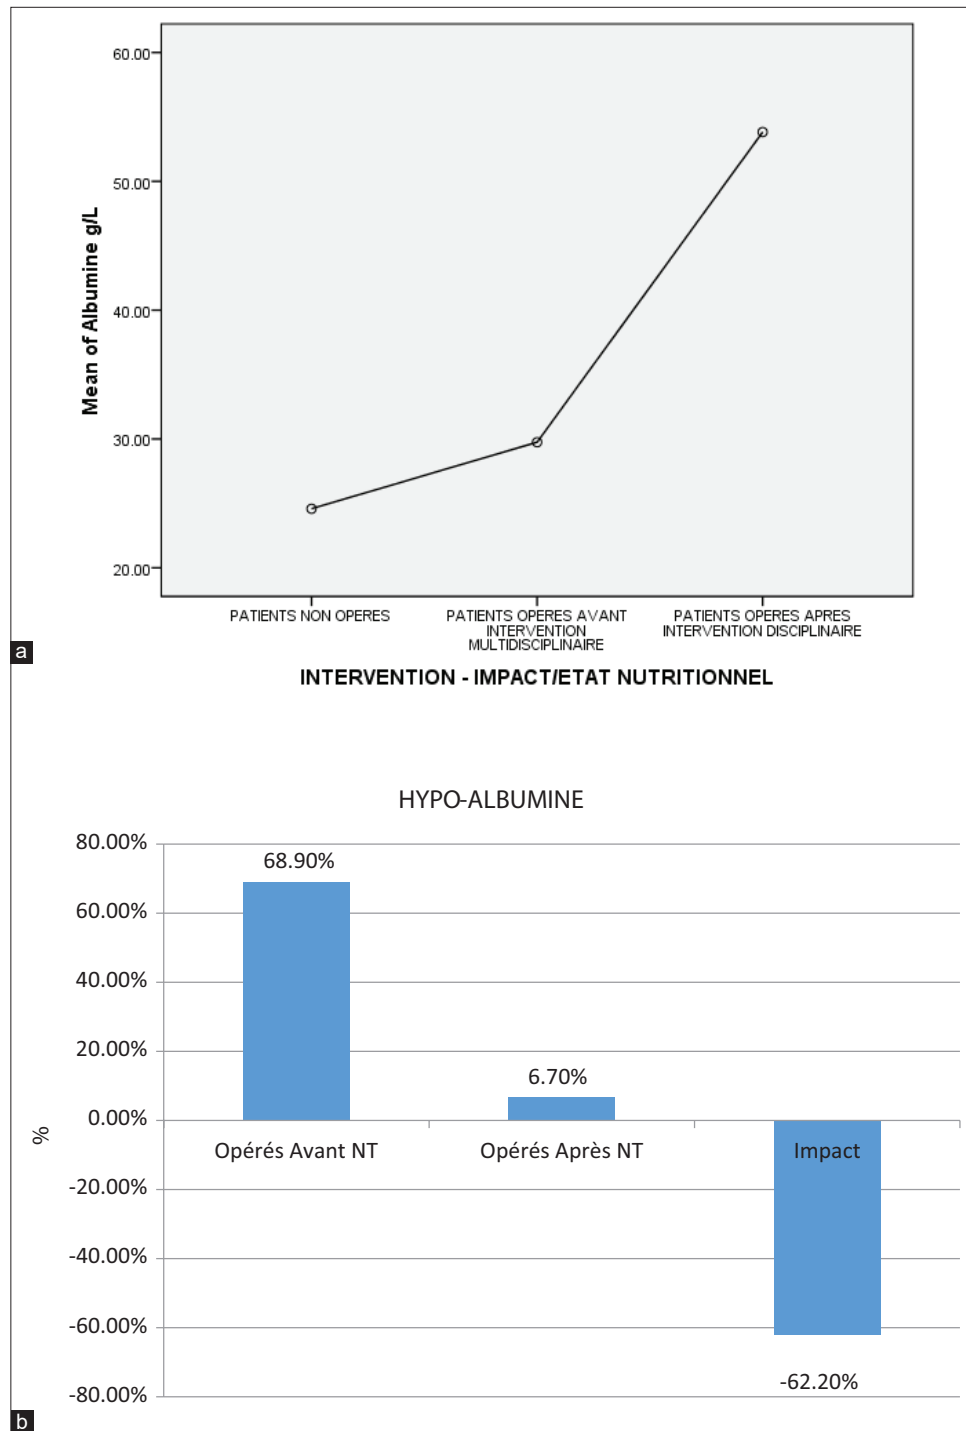 60.00
50.00
40.00
30.00
20.00
Mean of Albumine g/L
PATIENTS NON OPERES
PATIENTS OPERES AVANT
INTERVENTION
MULTIDISCIPLINAIRE
PATIENTS OPERES APRES
INTERVENTION DISCIPLINAIRE
INTERVENTION - IMPACT/ETAT NUTRITIONNEL
a
HYPO-ALBUMINE
80.00%
60.00%
40.00%
20.00%
0.00%
-20.00%
-40.00%
-60.00%
-80.00%
%
68.90%
6.70%
-62.20%
Opérés Avant NT
Opérés Après NT
Impact
b